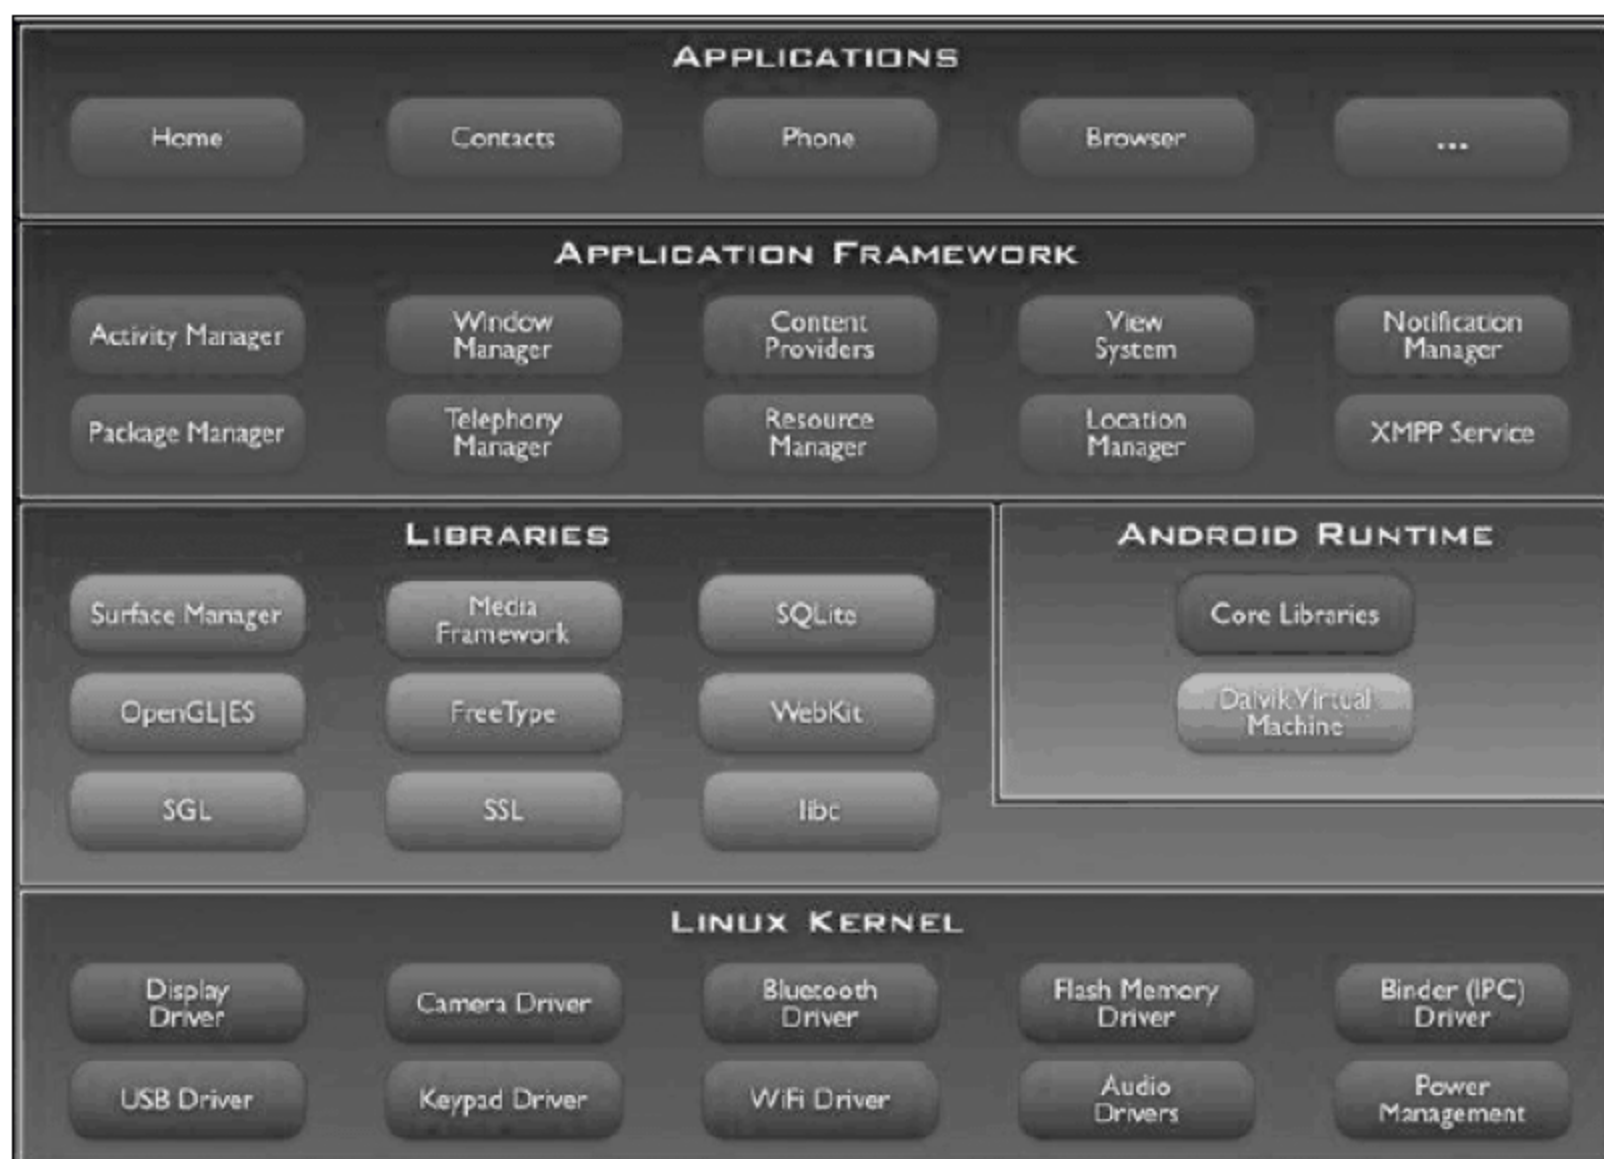 APPLICATIONS
Home
Contacts
Phone
Browser
...
APPLICATION FRAMEWORK
Activity Manager
Window
Manager
Content
Providers
View
System
Notification
Manager
Package Manager
Telephony
Manager
Resource
Manager
Location
Manager
XMPP Service
LIBRARIES
Surface Manager
Media
Framework
SQLite
OpenGL|ES
FreeType
WebKit
SGL
SSL
libc
ANDROID RUNTIME
Core Libraries
Dalvik Virtual
Machine
LINUX KERNEL
Display
Driver
Camera Driver
Bluetooth
Driver
Flash Memory
Driver
Binder (IPC)
Driver
USB Driver
Keypad Driver
WiFi Driver
Audio
Drivers
Power
Management